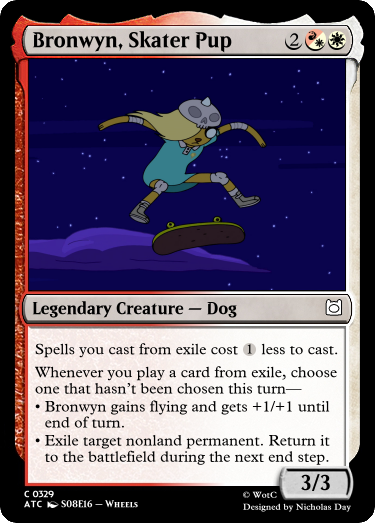 Bronwyn, Skater Pup 2
Legendary Creature — Dog
Spells you cast from exile cost 1 less to cast.
Whenever you play a card from exile, choose
one that hasn't been chosen this turn—
• Bronwyn gains flying and gets +1/+1 until
end of turn.
• Exile target nonland permanent. Return it
to the battlefield during the next end step.
3/3
C 0329
ATC S08E16 — Wheels
© WotC
Designed by Nicholas Day